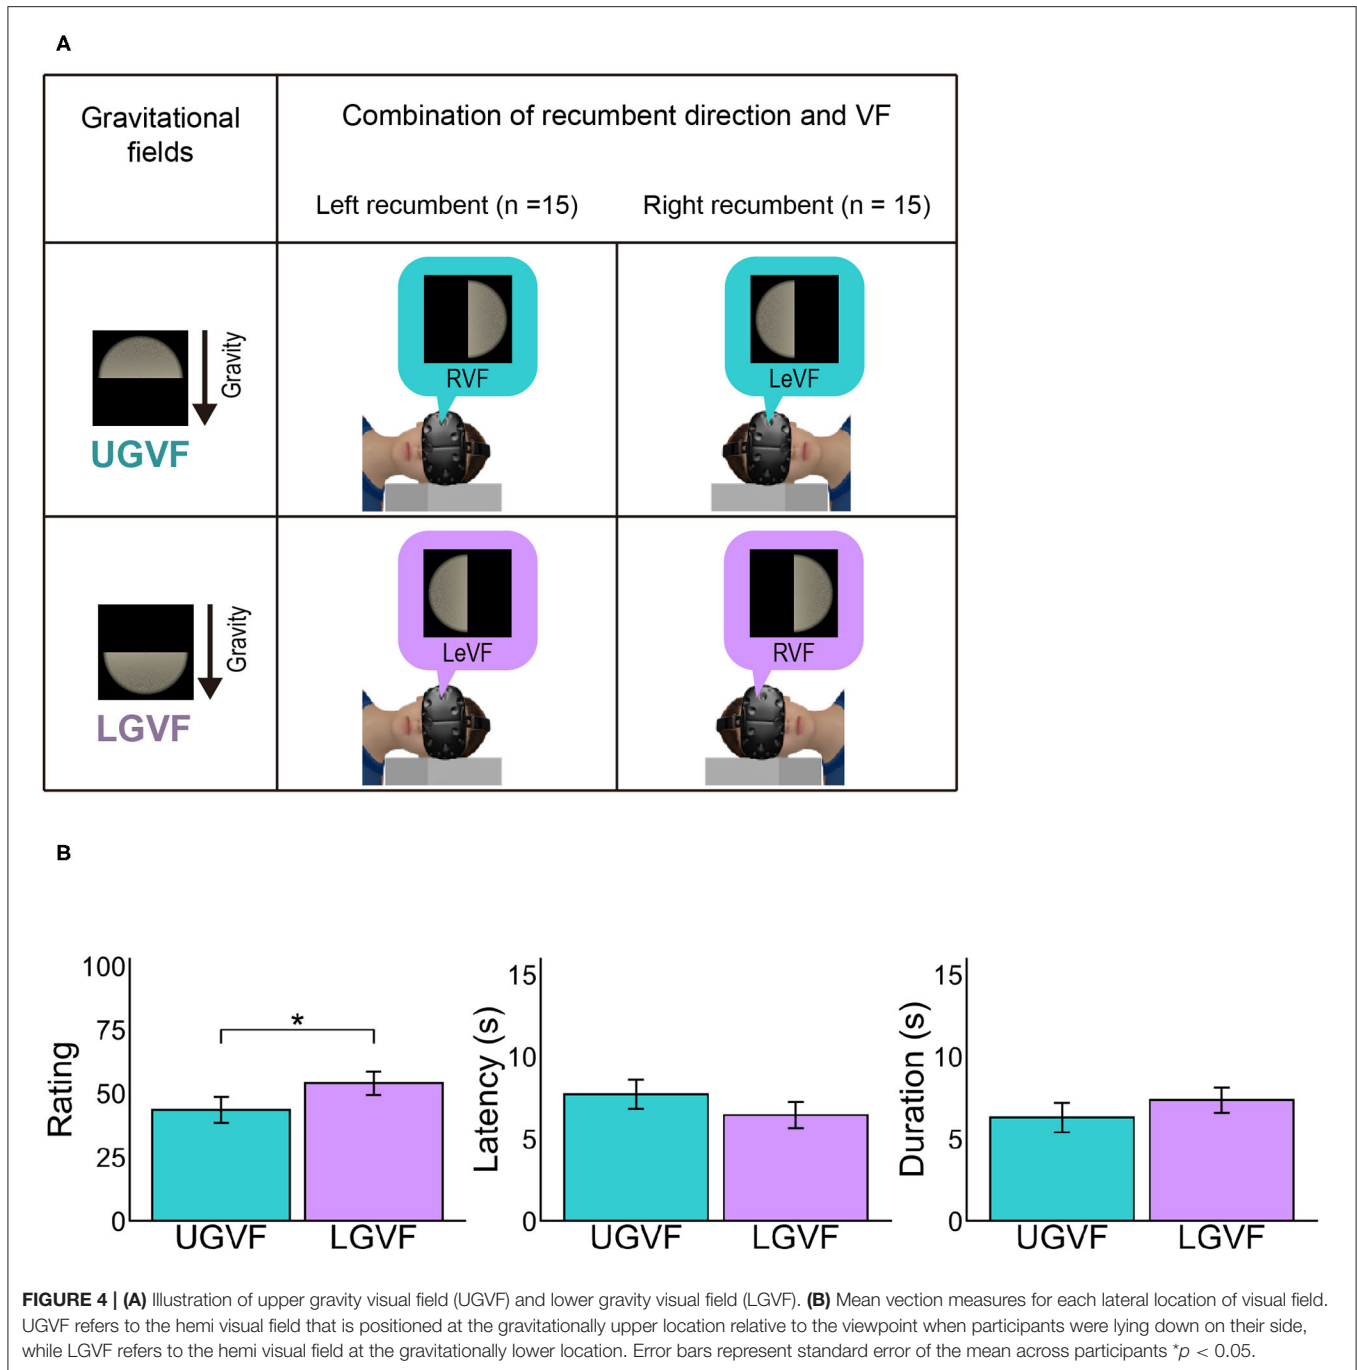 A
Gravitational
fields
Combination of recumbent direction and VF
Left recumbent (n =15)
Right recumbent (n = 15)
RVF
LeVF
Gravity
UGVF
LeVF
RVF
Gravity
LGVF
B
100
75
50
25
0
Rating
*
UGVF
LGVF
15
10
5
0
Latency (s)
UGVF
LGVF
15
10
5
0
Duration (s)
UGVF
LGVF
FIGURE 4 | (A) Illustration of upper gravity visual field (UGVF) and lower gravity visual field (LGVF). (B) Mean vection measures for each lateral location of visual field.
UGVF refers to the hemi visual field that is positioned at the gravitationally upper location relative to the viewpoint when participants were lying down on their side,
while LGVF refers to the hemi visual field at the gravitationally lower location. Error bars represent standard error of the mean across participants *p < 0.05.